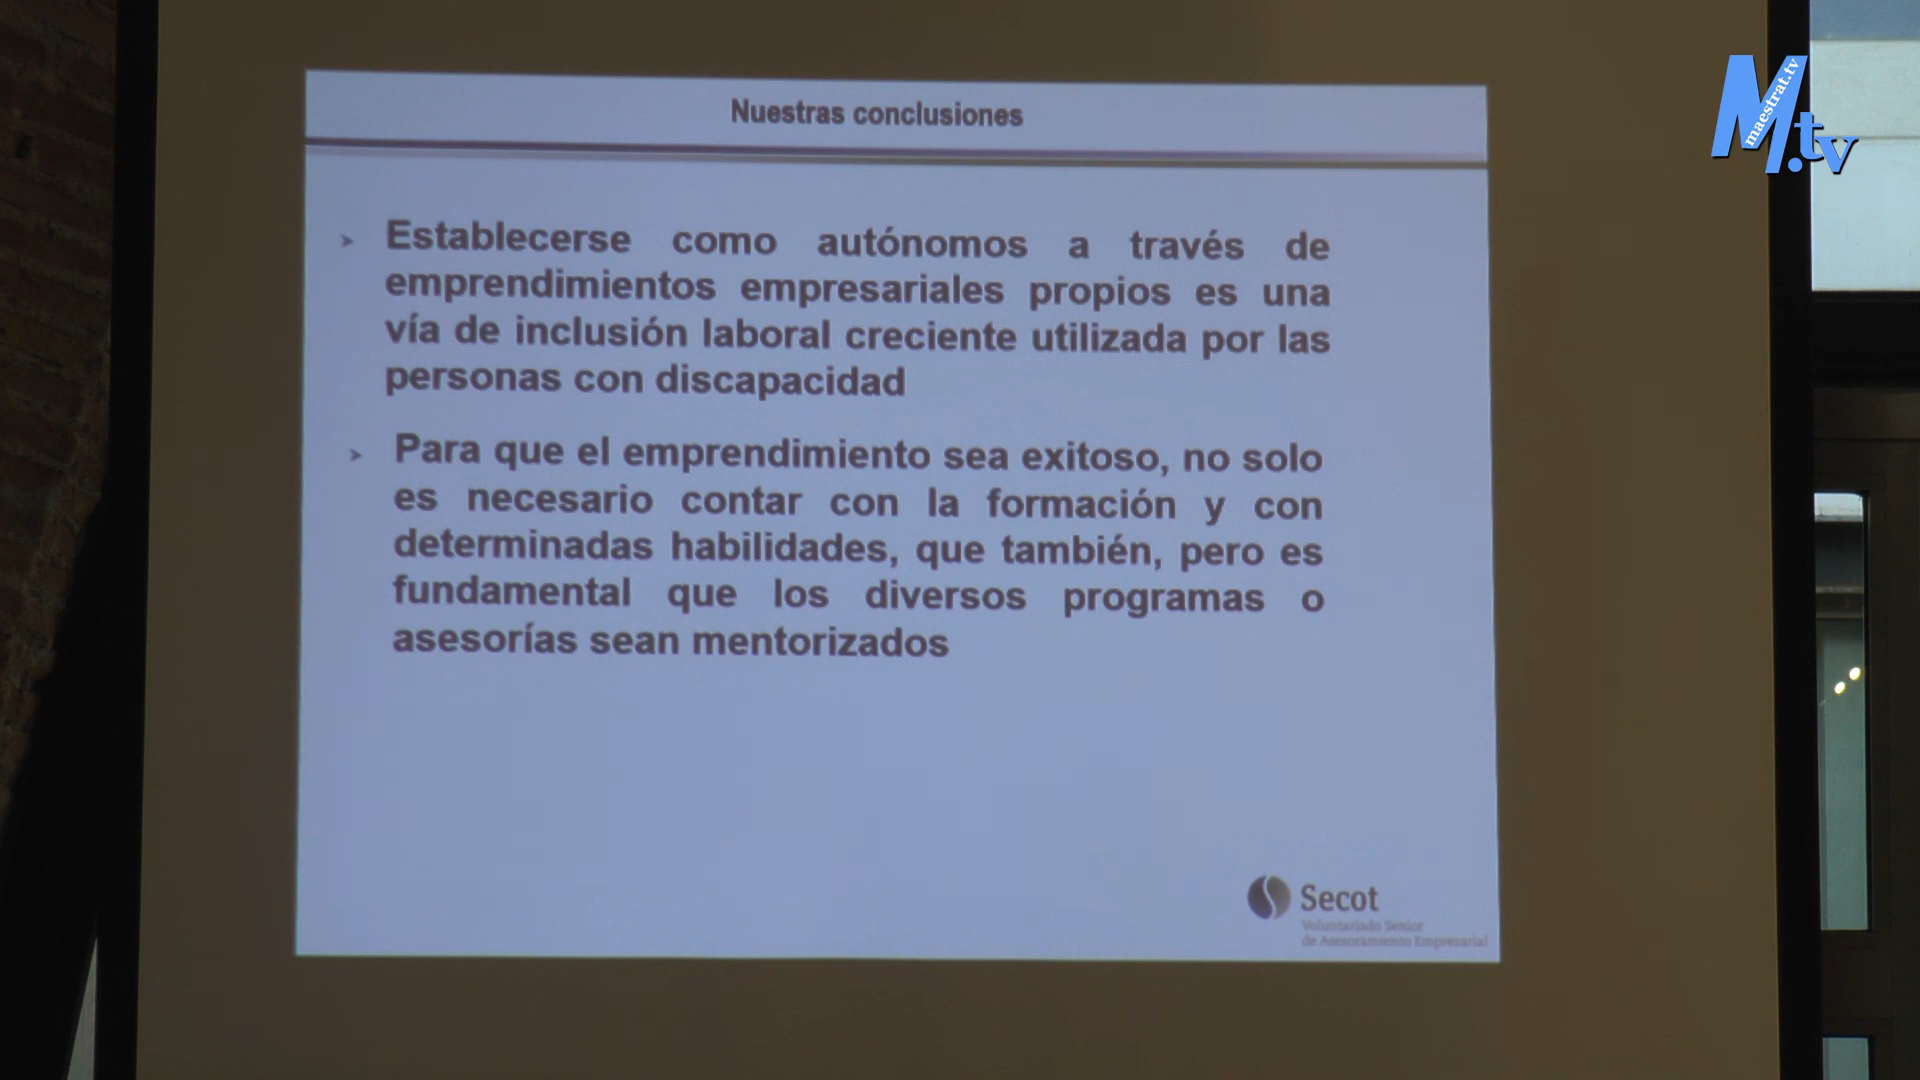 Nuestras conclusiones
maestrat.tv
M.tv
➢ Establecerse como autónomos a través de
emprendimientos empresariales propios es una
vía de inclusión laboral creciente utilizada por las
personas con discapacidad
➢ Para que el emprendimiento sea exitoso, no solo
es necesario contar con la formación y con
determinadas habilidades, que también, pero es
fundamental que los diversos programas o
asesorías sean mentorizados
Secot
Voluntariado Senior
de Asesoramiento Empresarial